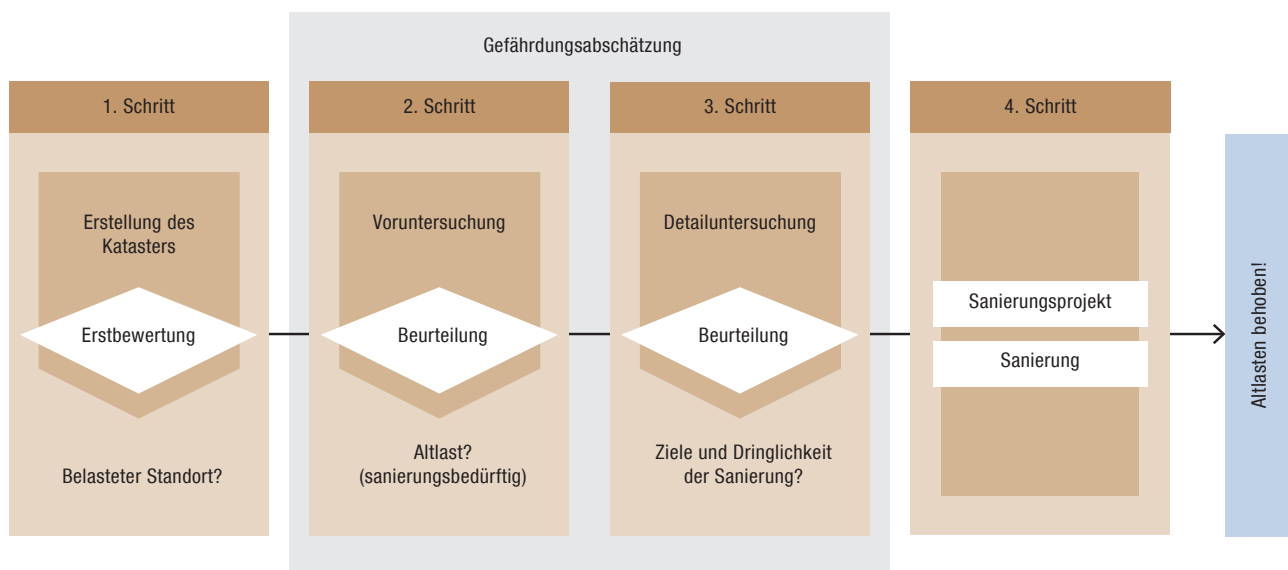 Gefährdungsabschätzung
1. Schritt
Erstellung des
Katasters
Erstbewertung
Belasteter Standort?
2. Schritt
Voruntersuchung
Beurteilung
Altlast?
(sanierungsbedürftig)
3. Schritt
Detailuntersuchung
Beurteilung
Ziele und Dringlichkeit
der Sanierung?
4. Schritt
Sanierungsprojekt
Sanierung
Altlasten behoben!